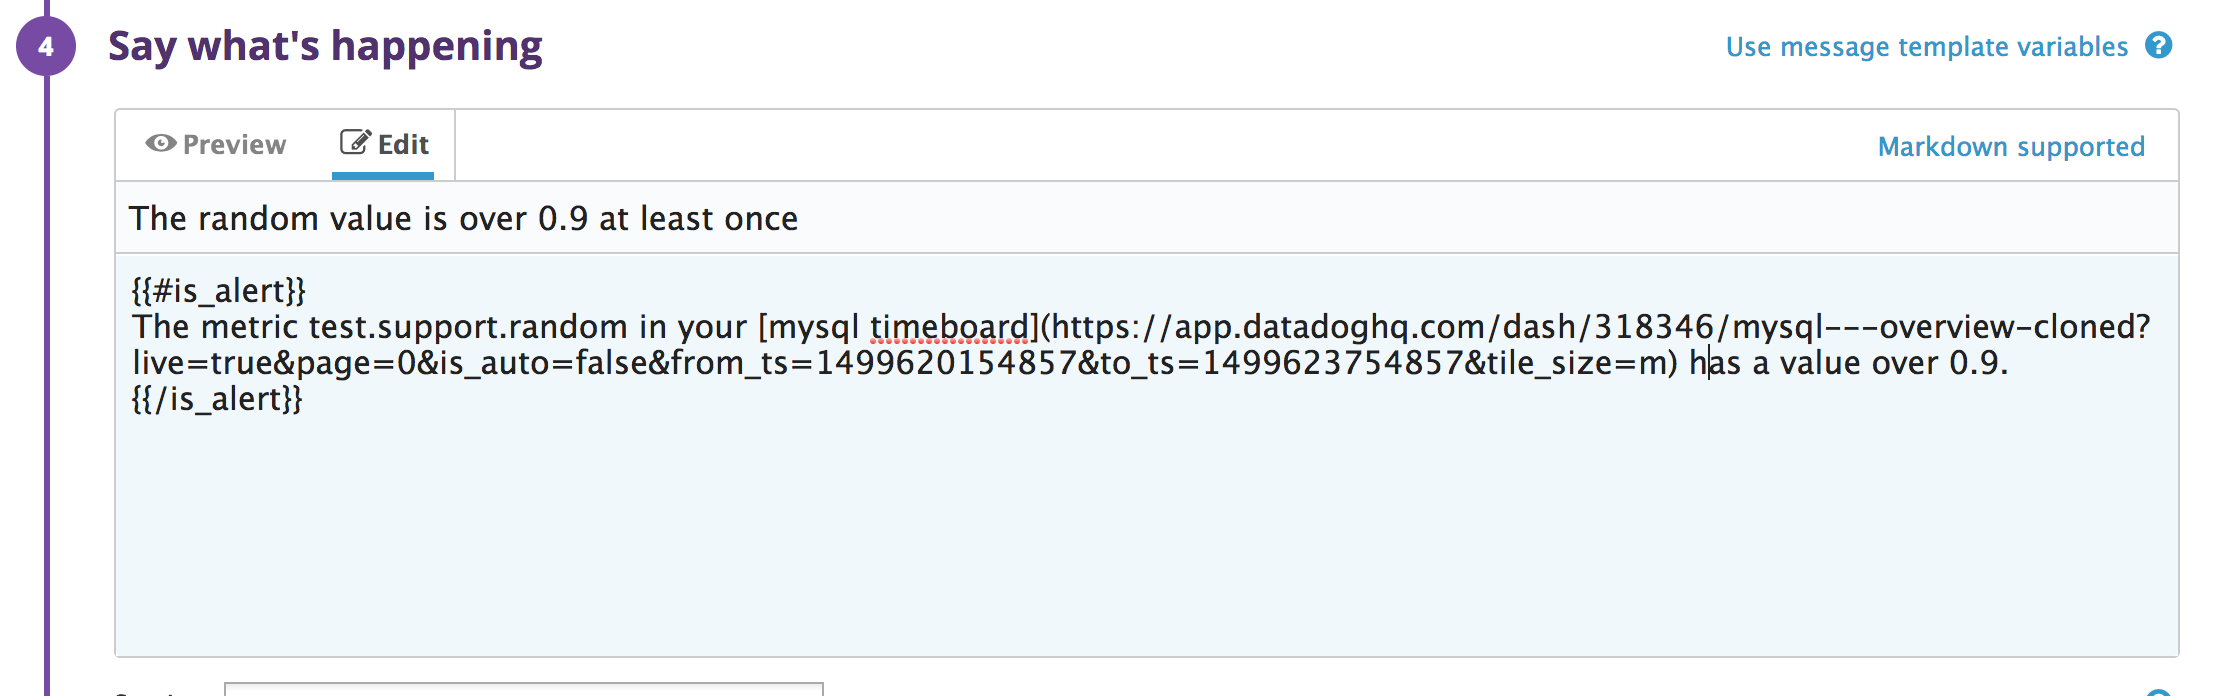 4 Say what's happening
Use message template variables ?
Preview Edit
Markdown supported
The random value is over 0.9 at least once
{{#is_alert}}
The metric test.support.random in your [mysql timeboard](https://app.datadoghq.com/dash/318346/mysql---overview-cloned?
live=true&page=0&is_auto=false&from_ts=1499620154857&to_ts=1499623754857&tile_size=m) has a value over 0.9.
{{/is_alert}}